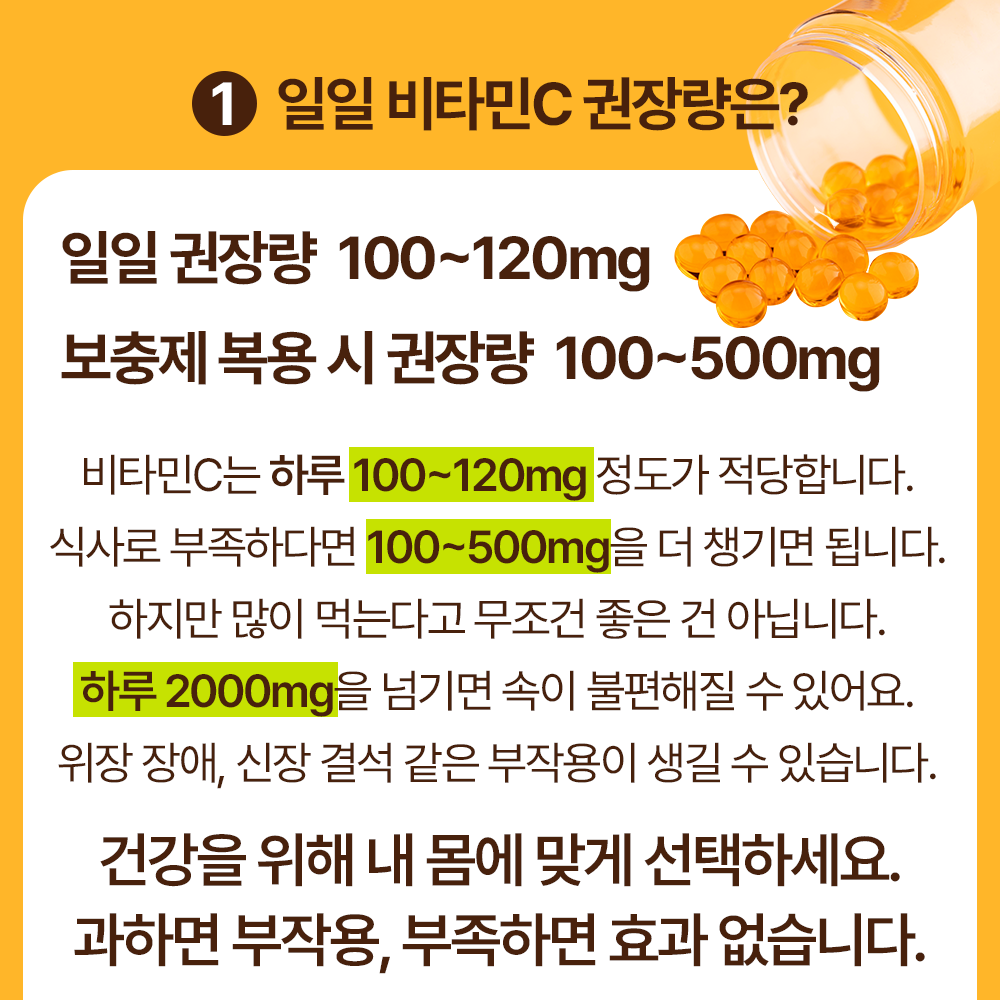 1 일일 비타민C 권장량은?
일일 권장량 100~120mg
보충제 복용 시 권장량 100~500mg
비타민C는 하루 100~120mg 정도가 적당합니다.
식사로 부족하다면 100~500mg을 더 챙기면 됩니다.
하지만 많이 먹는다고 무조건 좋은 건 아닙니다.
하루 2000mg을 넘기면 속이 불편해질 수 있어요.
위장 장애, 신장 결석 같은 부작용이 생길 수 있습니다.
건강을 위해 내 몸에 맞게 선택하세요.
과하면 부작용, 부족하면 효과 없습니다.